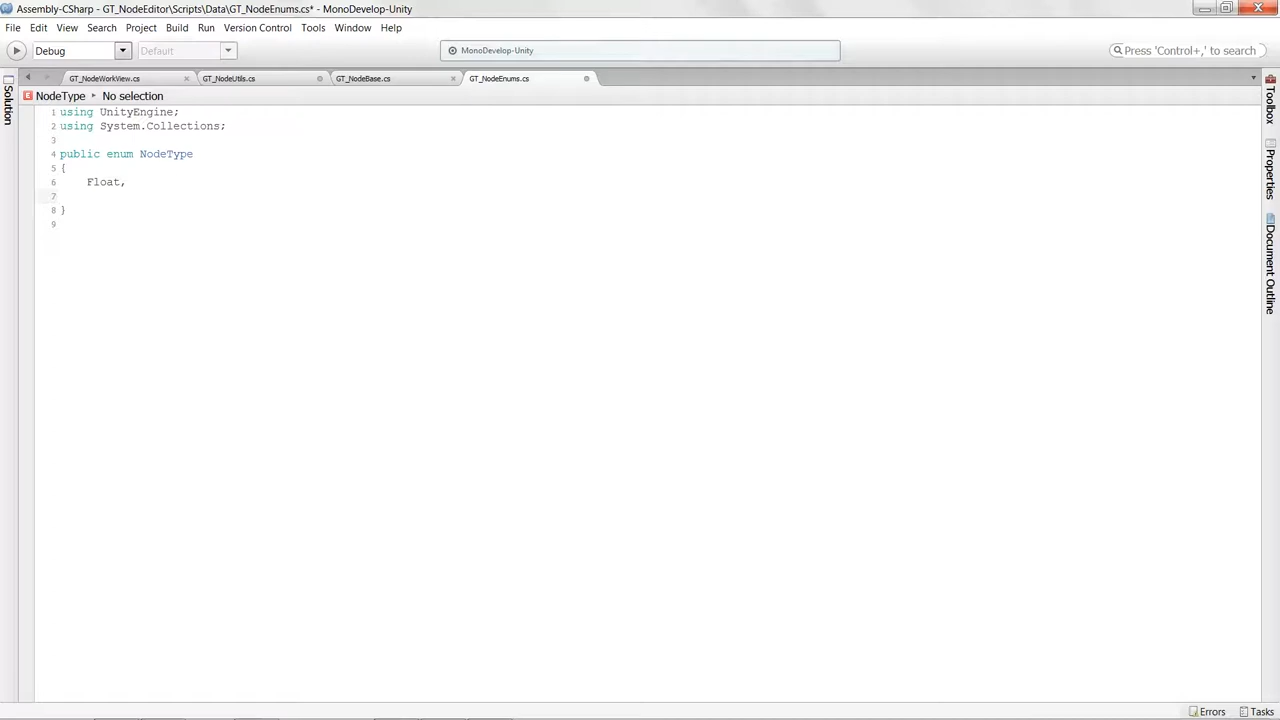 Assembly-CSharp - GT_NodeEditor\Scripts\Data\GT_NodeEnums.cs* - MonoDevelop-Unity
File Edit View Search Project Build Run Version Control Tools Window Help
Debug Default MonoDevelop-Unity Press 'Control+,' to search
GT_NodeWorkView.cs GT_NodeUtils.cs GT_NodeBase.cs GT_NodeEnums.cs
NodeType No selection
1 using UnityEngine;
2 using System.Collections;
3
4 public enum NodeType
5 {
6 Float,
7
8 }
9
Solution
Toolbox
Properties
Document Outline
Errors Tasks